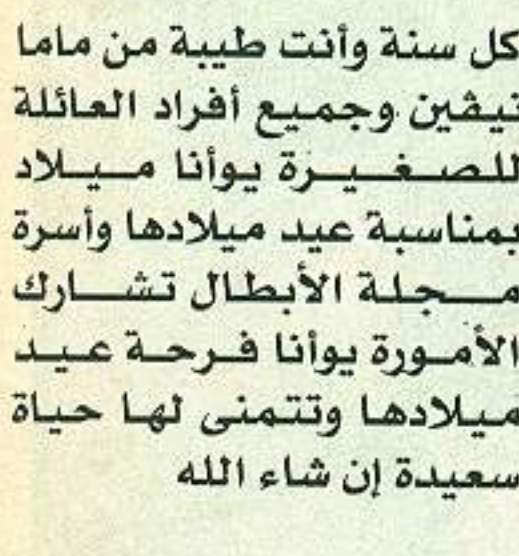 كل سنة وأنت طيبة من ماما
نيڤين وجميع أفراد العائلة
للصغيرة يوأنا ميلاد
بمناسبة عيد ميلادها وأسرة
مجلة الأبطال تشارك
الأمورة يوأنا فرحة عيد
ميلادها وتتمنى لها حياة
سعيدة إن شاء الله